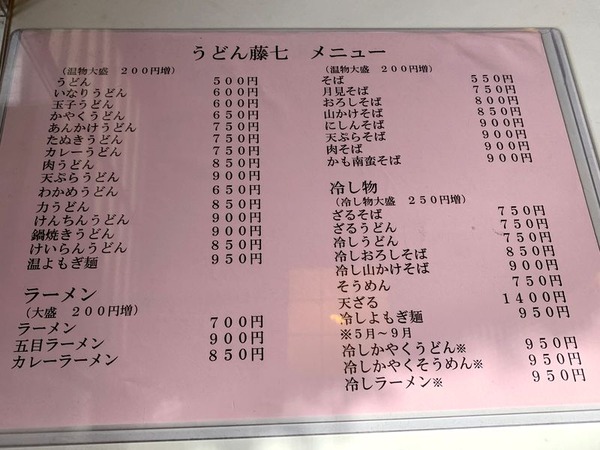 うどん藤七 メニュー
(温物大盛 200円増)
うどん 500円
いなりうどん 600円
玉子うどん 600円
かやくうどん 650円
あんかけうどん 750円
たぬきうどん 750円
カレーうどん 750円
肉うどん 850円
天ぷらうどん 900円
わかめうどん 650円
力うどん 850円
けんちんうどん 900円
鍋焼きうどん 900円
けいらんうどん 850円
温よもぎ麺 950円
ラーメン
(大盛 200円増)
ラーメン 700円
五目ラーメン 900円
カレーラーメン 850円
(温物大盛 200円増)
そば 550円
月見そば 750円
おろしそば 800円
山かけそば 850円
にしんそば 900円
天ぷらそば 900円
肉そば 900円
かも南蛮そば 900円
冷し物
(冷し物大盛 250円増)
ざるそば 750円
ざるうどん 750円
冷しうどん 750円
冷しおろしそば 850円
冷し山かけそば 900円
そうめん 750円
天ざる 1400円
冷しよもぎ麺 950円
※5月~9月
冷しかやくうどん※ 950円
冷しかやくそうめん※ 950円
冷しラーメン※ 950円